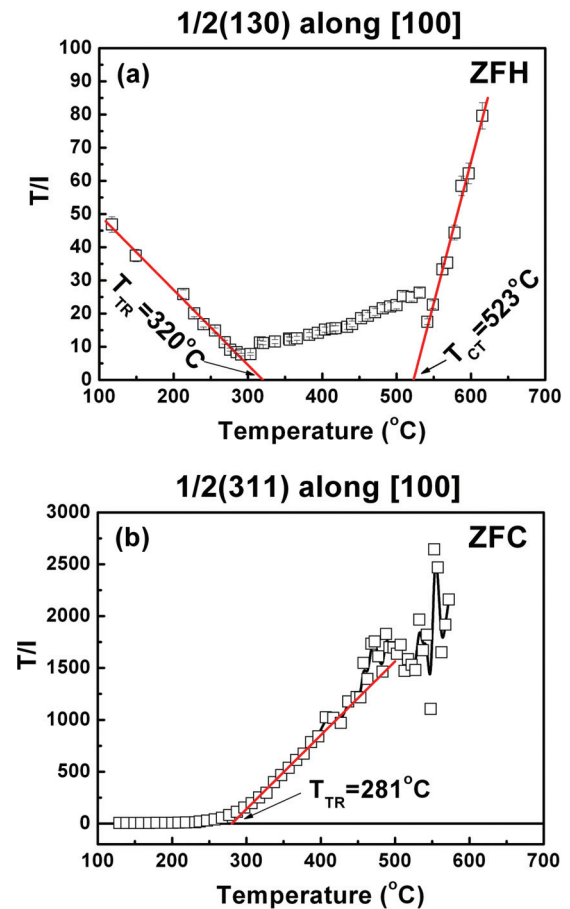 1/2(130) along [100]
(a)
ZFH
100
90
80
70
60
50
40
30
20
10
0
T/I
T_TR=320°C
T_CT=523°C
100 200 300 400 500 600 700
Temperature (°C)
1/2(311) along [100]
(b)
ZFC
3000
2500
2000
1500
1000
500
0
T/I
T_TR=281°C
100 200 300 400 500 600 700
Temperature (°C)